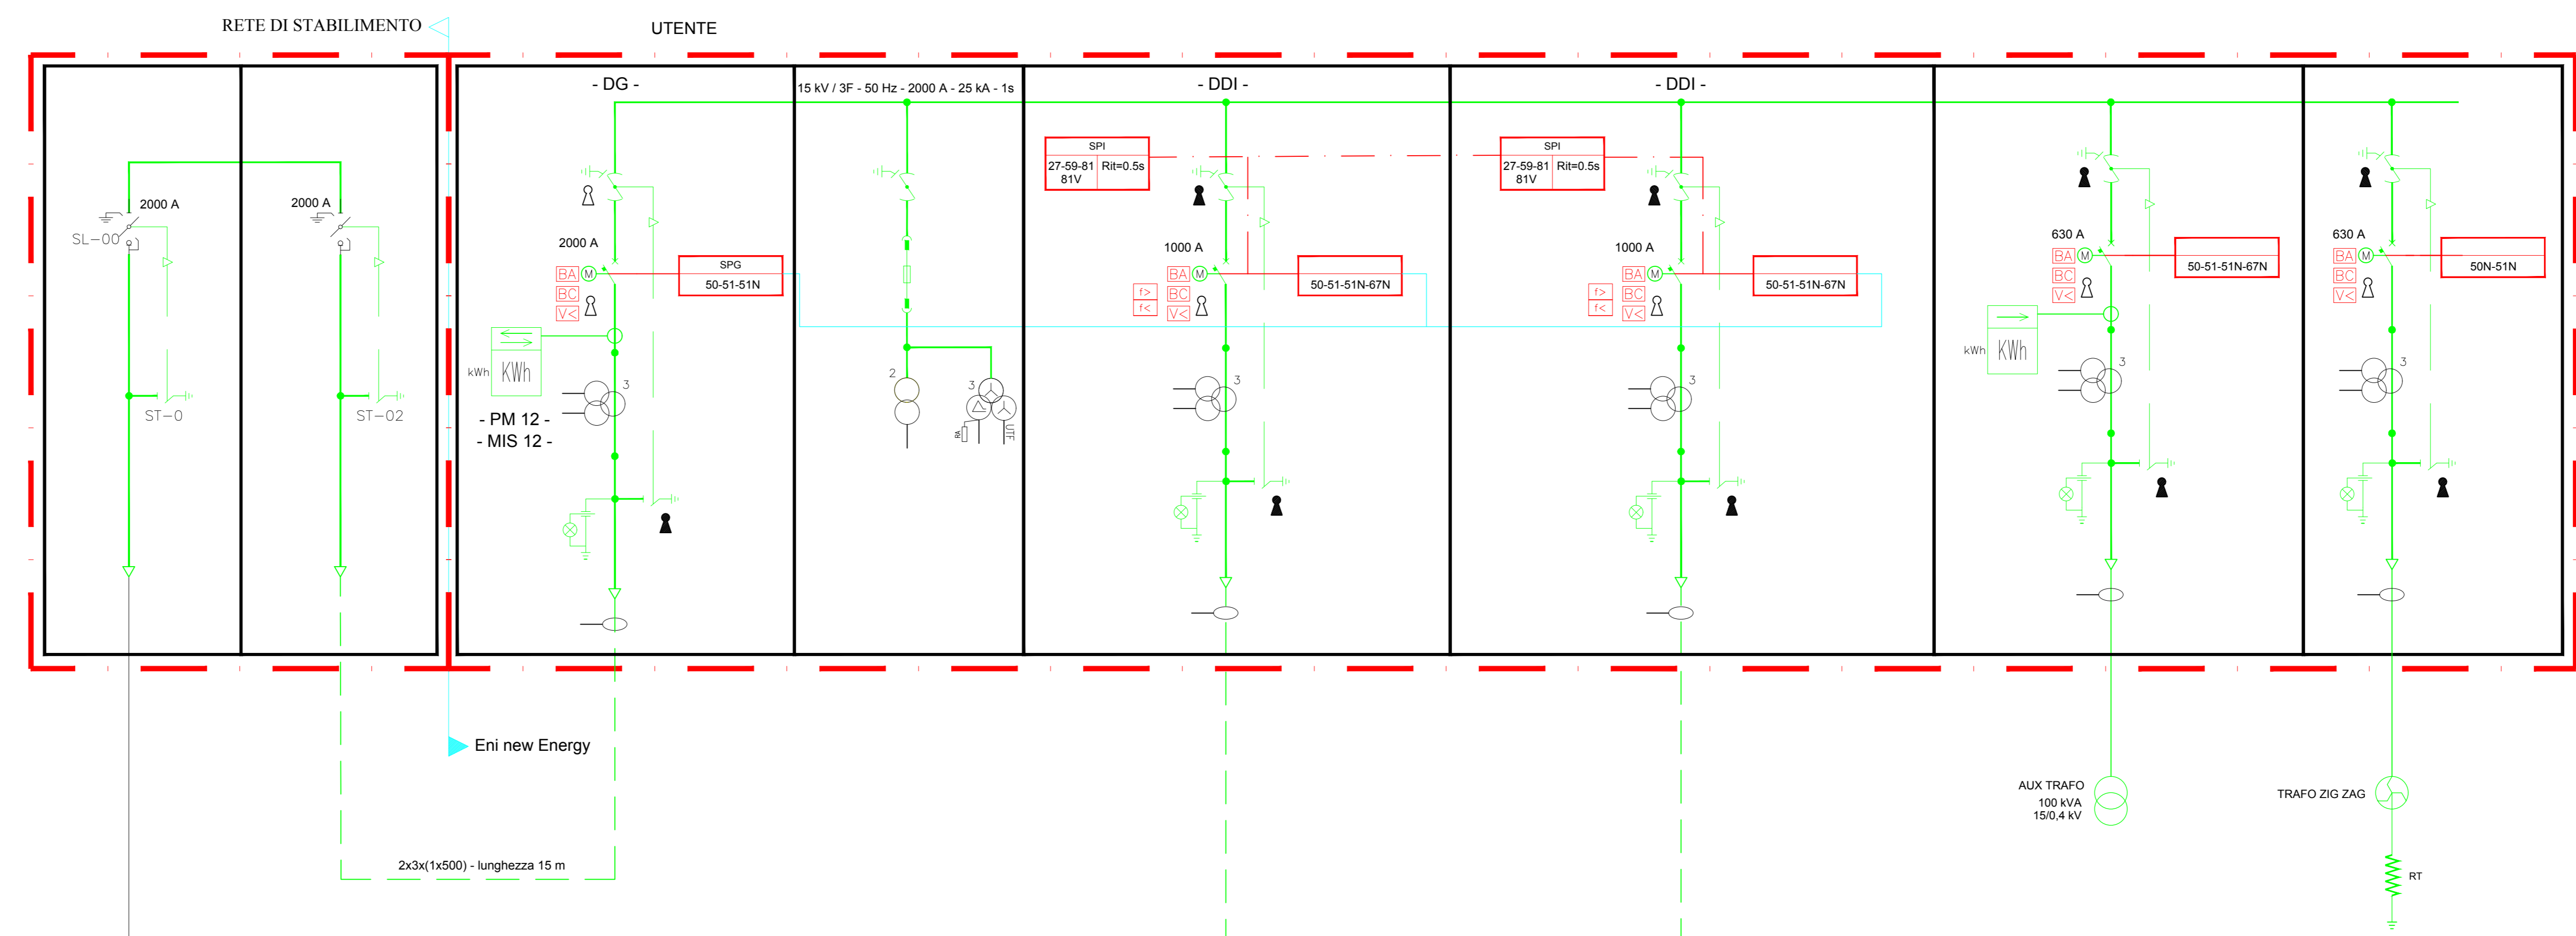 RETE DI STABILIMENTO
UTENTE
- DG -
15 kV / 3F - 50 Hz - 2000 A - 25 kA - 1s
- DDI -
- DDI -
SPI
27-59-81 Rit=0.5s
81V
SPI
27-59-81 Rit=0.5s
81V
2000 A
2000 A
SL-00
2000 A
1000 A
1000 A
630 A
630 A
BA M
BC
V<
SPG
50-51-51N
BA M
f> BC
f< V<
50-51-51N-67N
BA M
f> BC
f< V<
50-51-51N-67N
BA M
BC
V<
50-51-51N-67N
BA M
BC
V<
50N-51N
kWh KWh
kWh KWh
3
2
3
3
3
3
3
RA
UTF
ST-0
ST-02
- PM 12 -
- MIS 12 -
Eni new Energy
AUX TRAFO
100 kVA
15/0,4 kV
TRAFO ZIG ZAG
2x3x(1x500) - lunghezza 15 m
RT